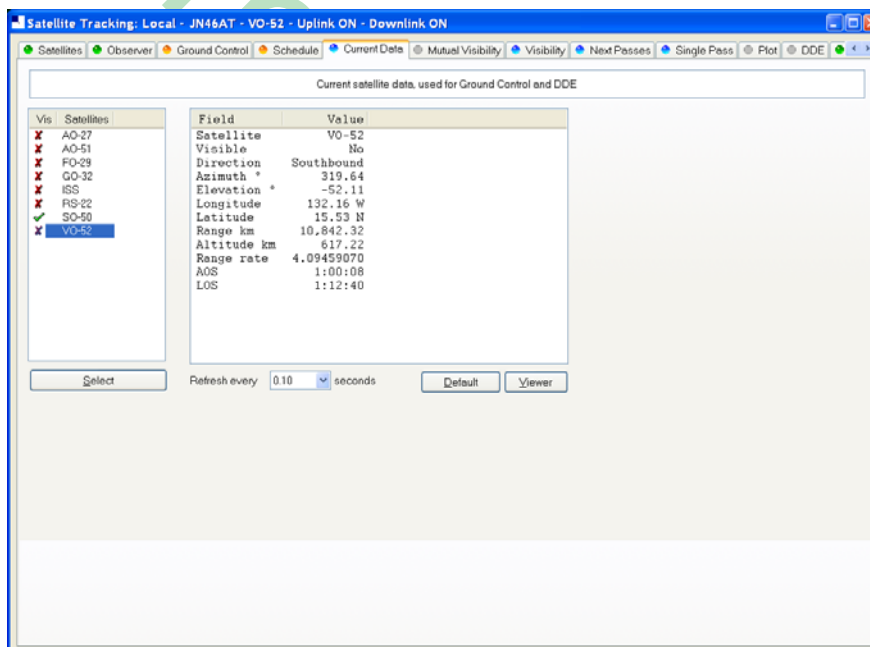 Satellite Tracking: Local - JN46AT - VO-52 - Uplink ON - Downlink ON
Satellites Observer Ground Control Schedule Current Data Mutual Visibility Visibility Next Passes Single Pass Plot DDE
Current satellite data, used for Ground Control and DDE
Vis Satellites
AO-27
AO-51
FO-29
GO-32
ISS
RS-22
SO-50
VO-52
Field Value
Satellite VO-52
Visible No
Direction Southbound
Azimuth ° 319.64
Elevation ° -52.11
Longitude 132.16 W
Latitude 15.53 N
Range km 10,842.32
Altitude km 617.22
Range rate 4.09459070
AOS 1:00:08
LOS 1:12:40
Select
Refresh every 0.10 seconds
Default Viewer